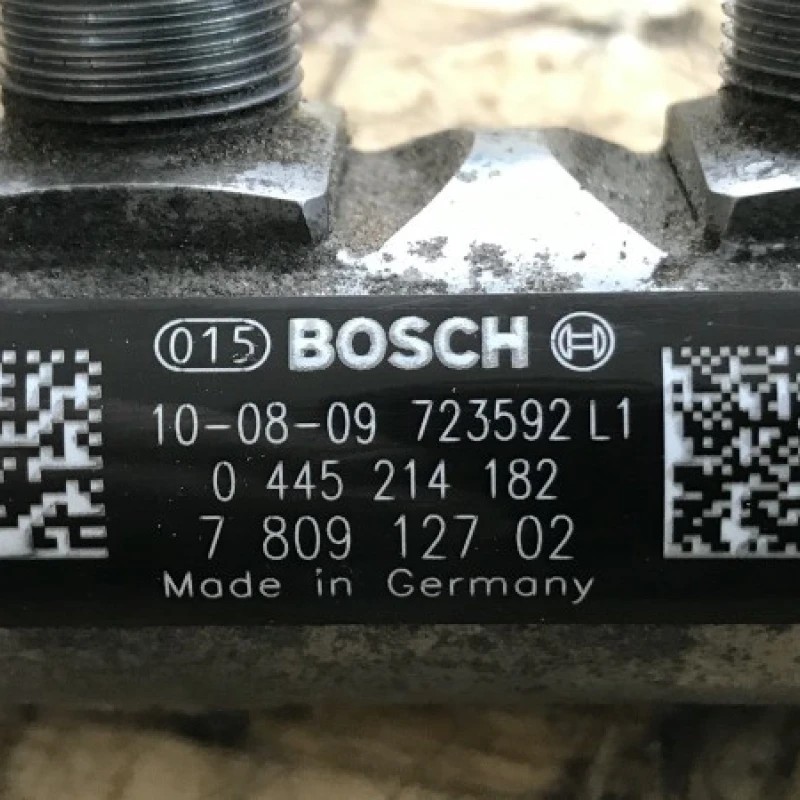 015 BOSCH
10-08-09 723592 L1
0 445 214 182
7 809 127 02
Made in Germany